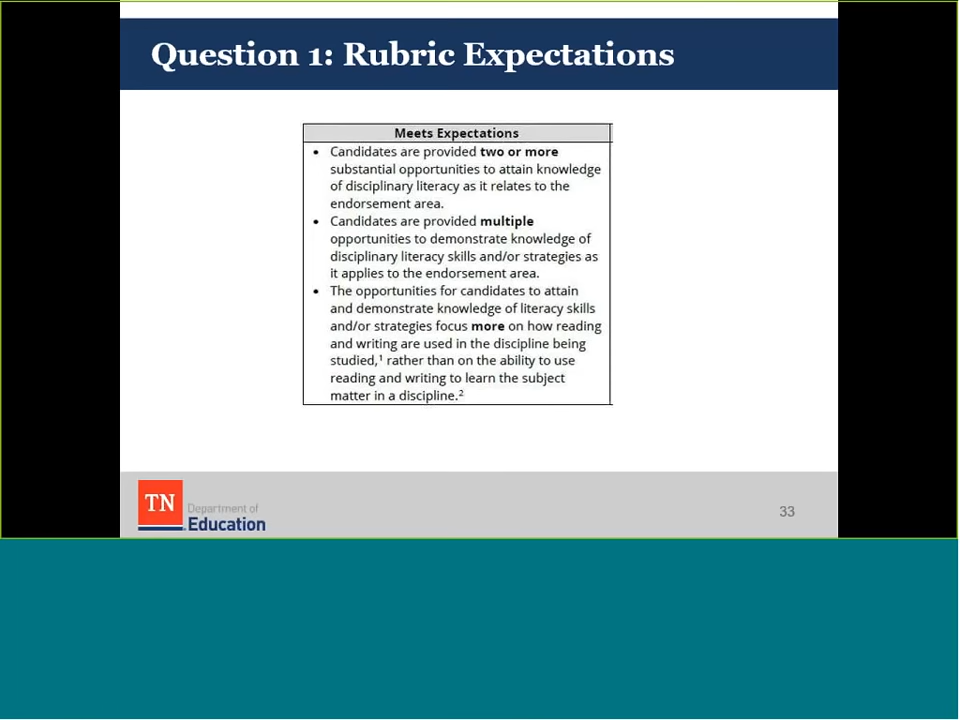 Question 1: Rubric Expectations
Meets Expectations
• Candidates are provided two or more
substantial opportunities to attain knowledge
of disciplinary literacy as it relates to the
endorsement area.
• Candidates are provided multiple
opportunities to demonstrate knowledge of
disciplinary literacy skills and/or strategies as
it applies to the endorsement area.
• The opportunities for candidates to attain
and demonstrate knowledge of literacy skills
and/or strategies focus more on how reading
and writing are used in the discipline being
studied,¹ rather than on the ability to use
reading and writing to learn the subject
matter in a discipline.²
TN
Department of
Education
33